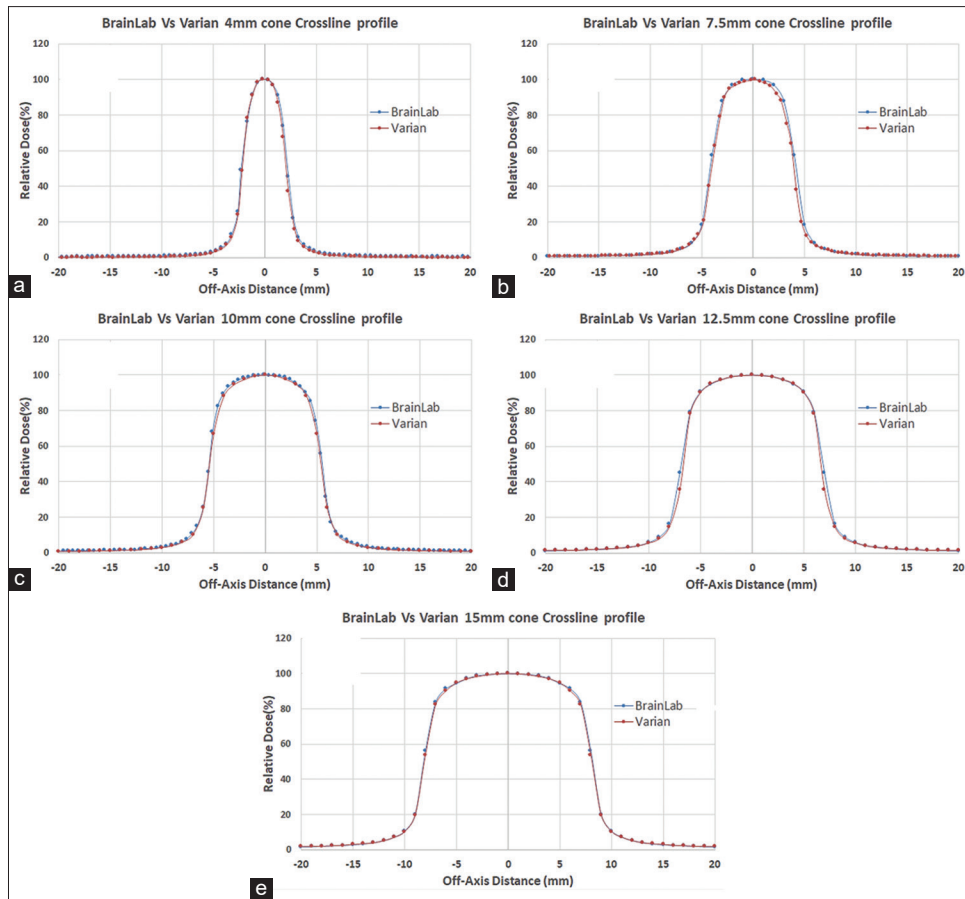 BrainLab Vs Varian 4mm cone Crossline profile
120
100
80
60
40
20
0
-20 -15 -10 -5 0 5 10 15 20
Relative Dose(%)
Off-Axis Distance (mm)
BrainLab
Varian
a
BrainLab Vs Varian 7.5mm cone Crossline profile
120
100
80
60
40
20
0
-20 -15 -10 -5 0 5 10 15 20
Relative Dose(%)
Off-Axis Distance (mm)
BrainLab
Varian
b
BrainLab Vs Varian 10mm cone Crossline profile
120
100
80
60
40
20
0
-20 -15 -10 -5 0 5 10 15 20
Relative Dose(%)
Off-Axis Distance (mm)
BrainLab
Varian
c
BrainLab Vs Varian 12.5mm cone Crossline profile
120
100
80
60
40
20
0
-20 -15 -10 -5 0 5 10 15 20
Relative Dose(%)
Off-Axis Distance (mm)
BrainLab
Varian
d
BrainLab Vs Varian 15mm cone Crossline profile
120
100
80
60
40
20
0
-20 -15 -10 -5 0 5 10 15 20
Relative Dose(%)
Off-Axis Distance (mm)
BrainLab
Varian
e